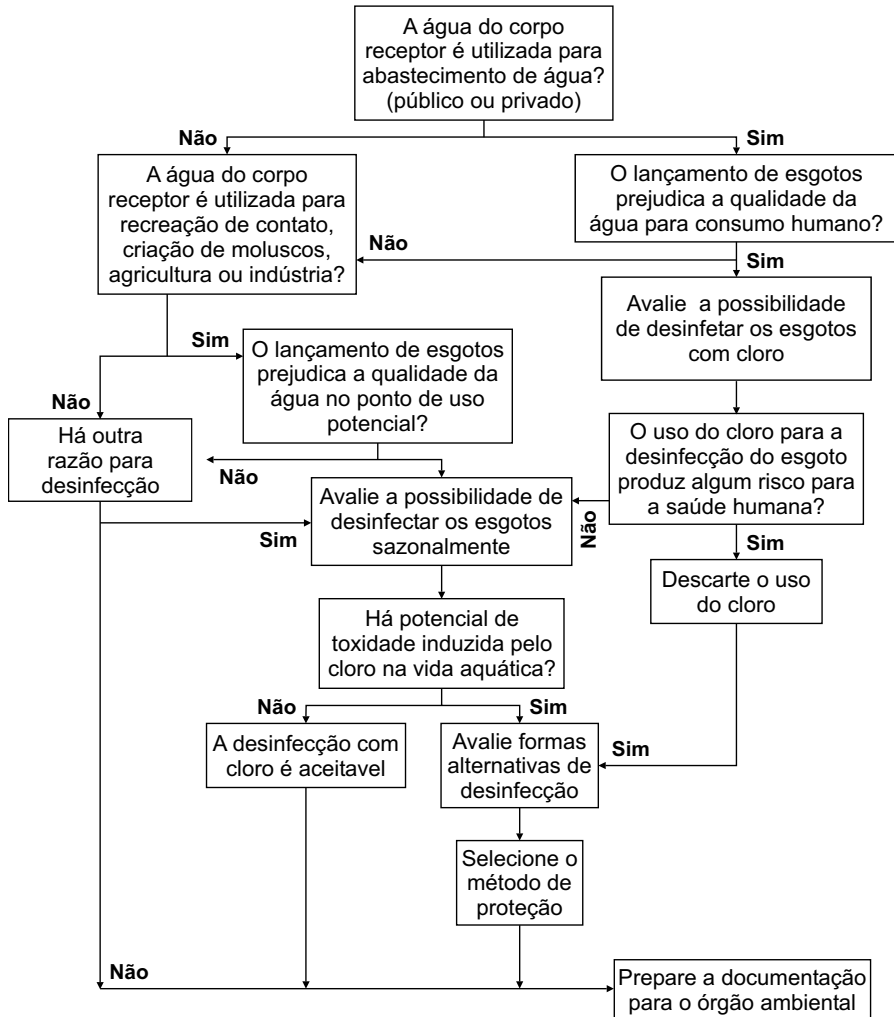 A água do corpo
receptor é utilizada para
abastecimento de água?
(público ou privado)
Não
Sim
A água do corpo
receptor é utilizada para
recreação de contato,
criação de moluscos,
agricultura ou indústria?
O lançamento de esgotos
prejudica a qualidade da
água para consumo humano?
Não
Sim
Avalie a possibilidade
de desinfetar os esgotos
com cloro
Sim
O lançamento de esgotos
prejudica a qualidade da
água no ponto de uso
potencial?
Não
Há outra
razão para
desinfecção
Não
O uso do cloro para a
desinfecção do esgoto
produz algum risco para
a saúde humana?
Avalie a possibilidade de
desinfectar os esgotos
sazonalmente
Sim
Não
Sim
Descarte o uso
do cloro
Há potencial de
toxidade induzida pelo
cloro na vida aquática?
Não
Sim
A desinfecção com
cloro é aceitavel
Avalie formas
alternativas de
desinfecção
Sim
Selecione o
método de
proteção
Não
Prepare a documentação
para o órgão ambiental